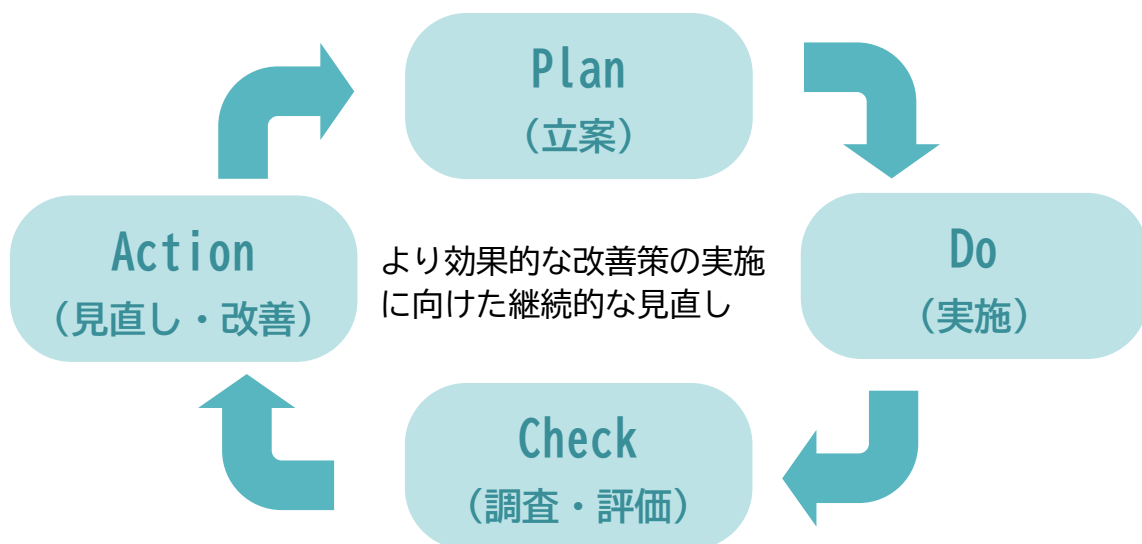 Plan
（立案）
Do
（実施）
Check
（調査・評価）
Action
（見直し・改善）
より効果的な改善策の実施
に向けた継続的な見直し